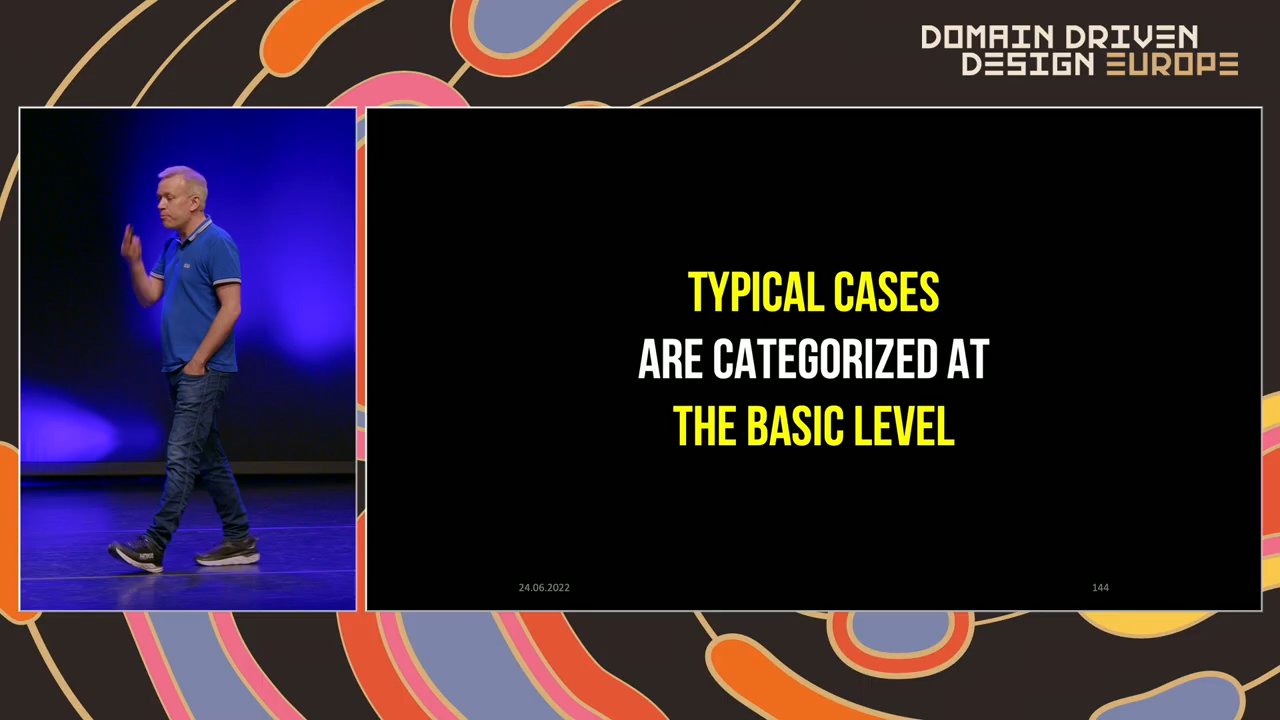 DOMAIN DRIVEN
DESIGN EUROPE
TYPICAL CASES
ARE CATEGORIZED AT
THE BASIC LEVEL
24.06.2022
144